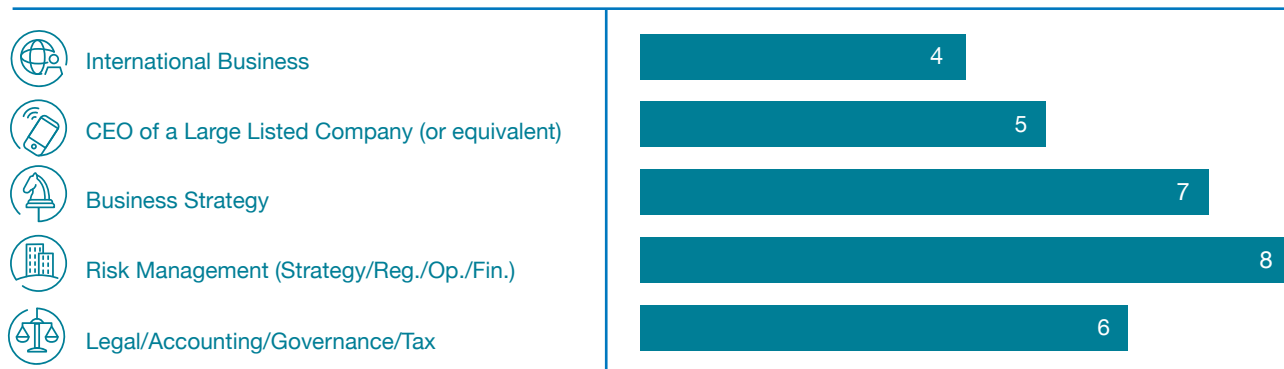 International Business
4
CEO of a Large Listed Company (or equivalent)
5
Business Strategy
7
Risk Management (Strategy/Reg./Op./Fin.)
8
Legal/Accounting/Governance/Tax
6